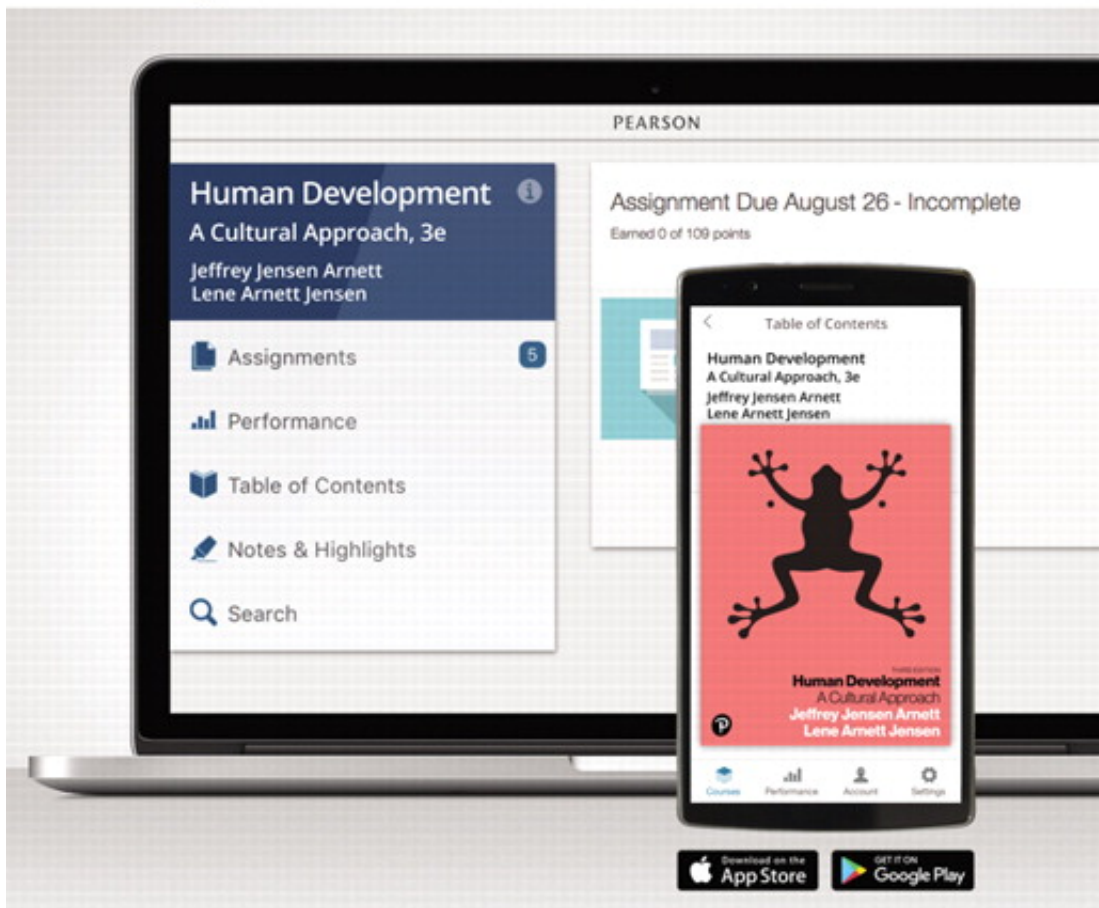 PEARSON
Human Development
A Cultural Approach, 3e
Jeffrey Jensen Arnett
Lene Arnett Jensen
Assignments 5
Performance
Table of Contents
Notes & Highlights
Search
Assignment Due August 26 - Incomplete
Earned 0 of 109 points
Table of Contents
Human Development
A Cultural Approach, 3e
Jeffrey Jensen Arnett
Lene Arnett Jensen
THIRD EDITION
Human Development
A Cultural Approach
Jeffrey Jensen Arnett
Lene Arnett Jensen
P
Courses Performance Account Settings
Download on the
App Store
GET IT ON
Google Play